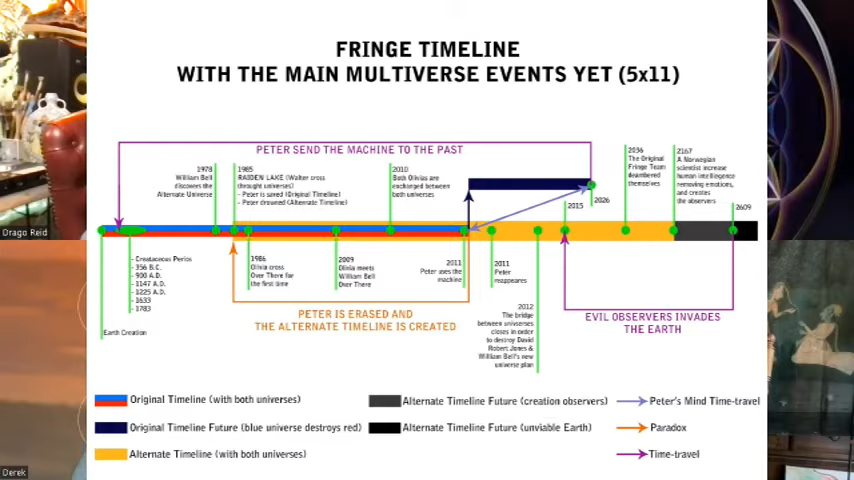 FRINGE TIMELINE
WITH THE MAIN MULTIVERSE EVENTS YET (5x11)
PETER SEND THE MACHINE TO THE PAST
1978
William Bell
discovers the
Alternate Universe
1985
RAIDEN LAKE (Walter cross
throught universes)
- Peter is saved (Original Timeline)
- Peter drowned (Alternate Timeline)
2010
Both Olivias are
exchanged between
both universes
2015
2026
2036
The Original
Fringe Team
deambered
themselves
2167
A Norwegian
scientist increase
human intellegence
removing emotions,
and creates
the observers
2609
Drago Reid
- Creataceous Perios
- 356 B.C.
- 900 A.D.
- 1147 A.D.
- 1225 A.D.
- 1633
- 1783
Earth Creation
1986
Olivia cross
Over There for
the first time
2009
Olivia meets
William Bell
Over There
2011
Peter uses the
machine
2011
Peter
reappears
2012
The bridge
between universes
closes in order
to destroy David
Robert Jones &
William Bell's new
universe plan
PETER IS ERASED AND
THE ALTERNATE TIMELINE IS CREATED
EVIL OBSERVERS INVADES
THE EARTH
Original Timeline (with both universes)
Alternate Timeline Future (creation observers)
Peter's Mind Time-travel
Original Timeline Future (blue universe destroys red)
Alternate Timeline Future (unviable Earth)
Paradox
Alternate Timeline (with both universes)
Time-travel
Derek